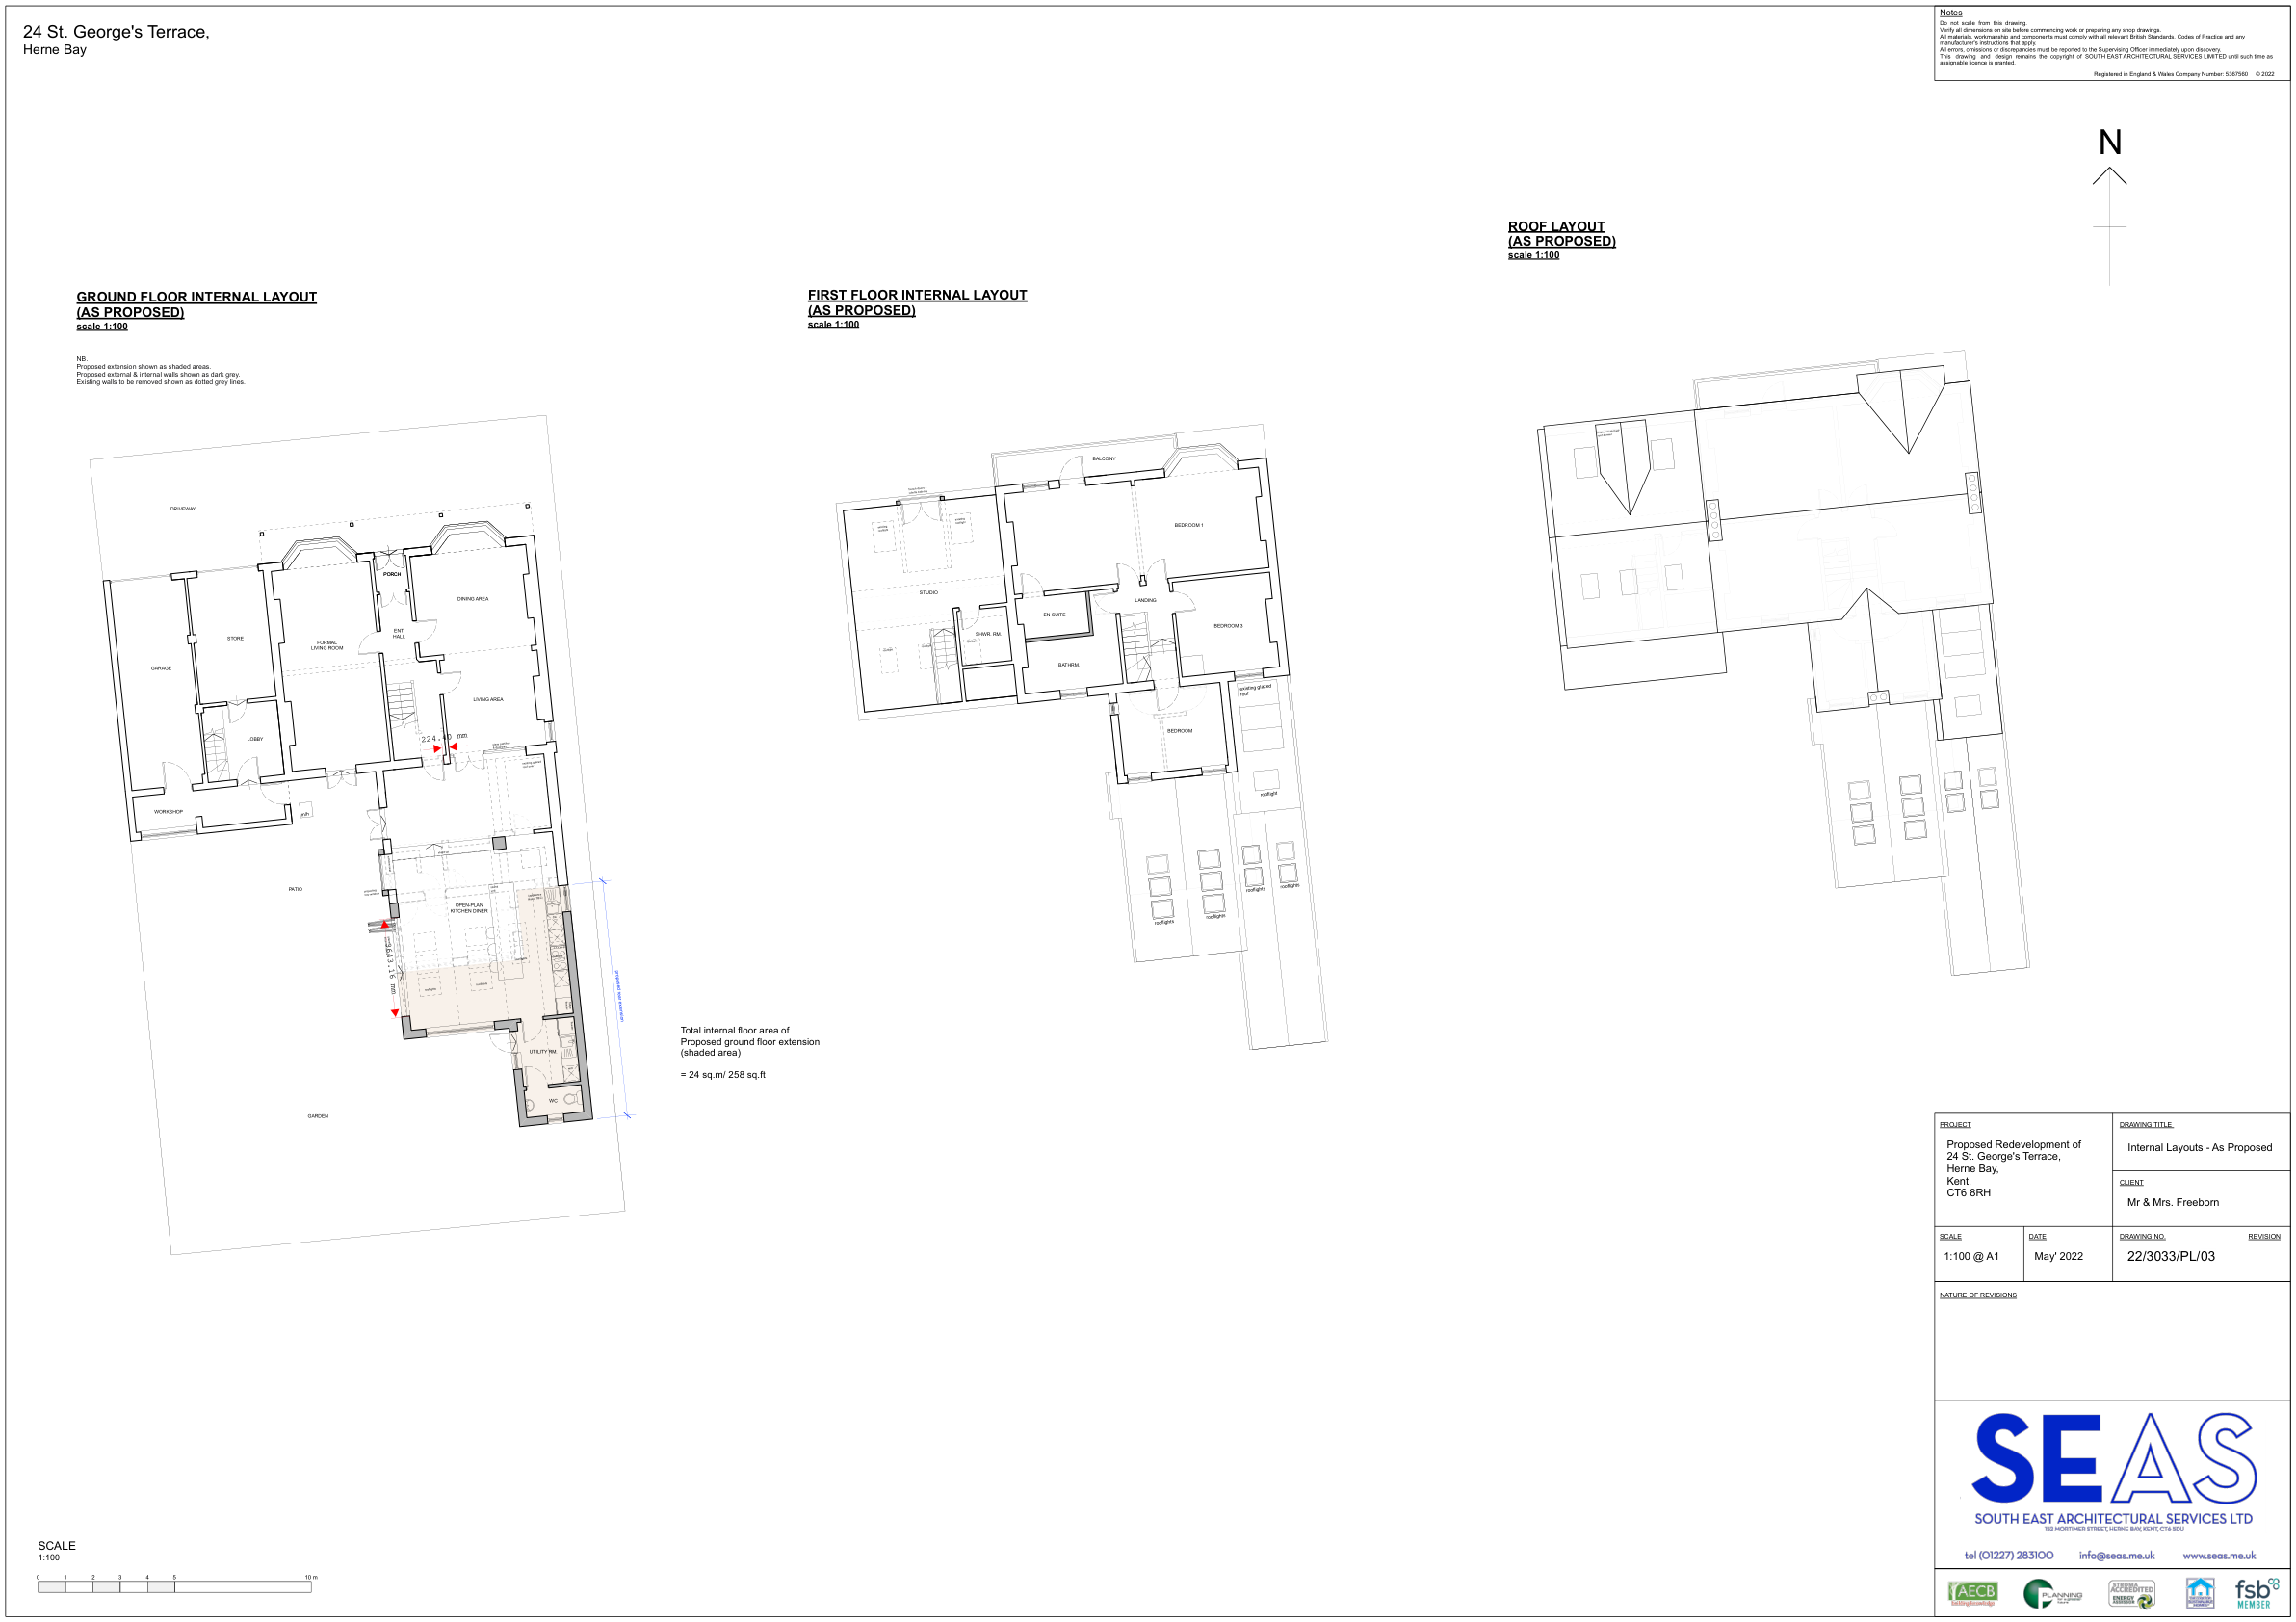 24 St. George's Terrace,
Herne Bay
Notes
Do not scale from this drawing.
Verify all dimensions on site before commencing work or preparing any shop drawings.
All materials, workmanship and components must comply with all relevant British Standards, Codes of Practice and any
manufacturer's instructions that apply.
All errors, omissions or discrepancies must be reported to the Supervising Officer immediately upon discovery.
This drawing and design remains the copyright of SOUTH EAST ARCHITECTURAL SERVICES LIMITED until such time as
assignable licence is granted.
Registered in England & Wales Company Number: 5367560 © 2022
N
GROUND FLOOR INTERNAL LAYOUT
(AS PROPOSED)
scale 1:100
NB.
Proposed extension shown as shaded areas.
Proposed external & internal walls shown as dark grey.
Existing walls to be removed shown as dotted grey lines.
DRIVEWAY
PORCH
DINING AREA
ENT.
HALL
STORE
FORMAL
LIVING ROOM
GARAGE
LIVING AREA
LOBBY
224.40 mm
WORKSHOP
PATIO
OPEN-PLAN
KITCHEN DINER
3643.16 mm
rooflights
rooflights
proposed rear extension
UTILITY RM.
WC
GARDEN
Total internal floor area of
Proposed ground floor extension
(shaded area)
= 24 sq.m/ 258 sq.ft
FIRST FLOOR INTERNAL LAYOUT
(AS PROPOSED)
scale 1:100
BALCONY
BEDROOM 1
STUDIO
LANDING
EN SUITE
BEDROOM 3
SHWR. RM.
BATHRM.
existing glazed
roof
BEDROOM
rooflight
rooflights
rooflights
rooflights
rooflights
ROOF LAYOUT
(AS PROPOSED)
scale 1:100
PROJECT
Proposed Redevelopment of
24 St. George's Terrace,
Herne Bay,
Kent,
CT6 8RH
DRAWING TITLE
Internal Layouts - As Proposed
CLIENT
Mr & Mrs. Freeborn
SCALE
1:100 @ A1
DATE
May' 2022
DRAWING NO.
REVISION
22/3033/PL/03
NATURE OF REVISIONS
SEAS
SOUTH EAST ARCHITECTURAL SERVICES LTD
152 MORTIMER STREET, HERNE BAY, KENT, CT6 5DU
tel (01227) 283100 info@seas.me.uk www.seas.me.uk
AECB
building knowledge
PLANNING
STROMA
ACCREDITED
ENERGY
ASSESSOR
fsb
MEMBER
SCALE
1:100
0 1 2 3 4 5 10 m